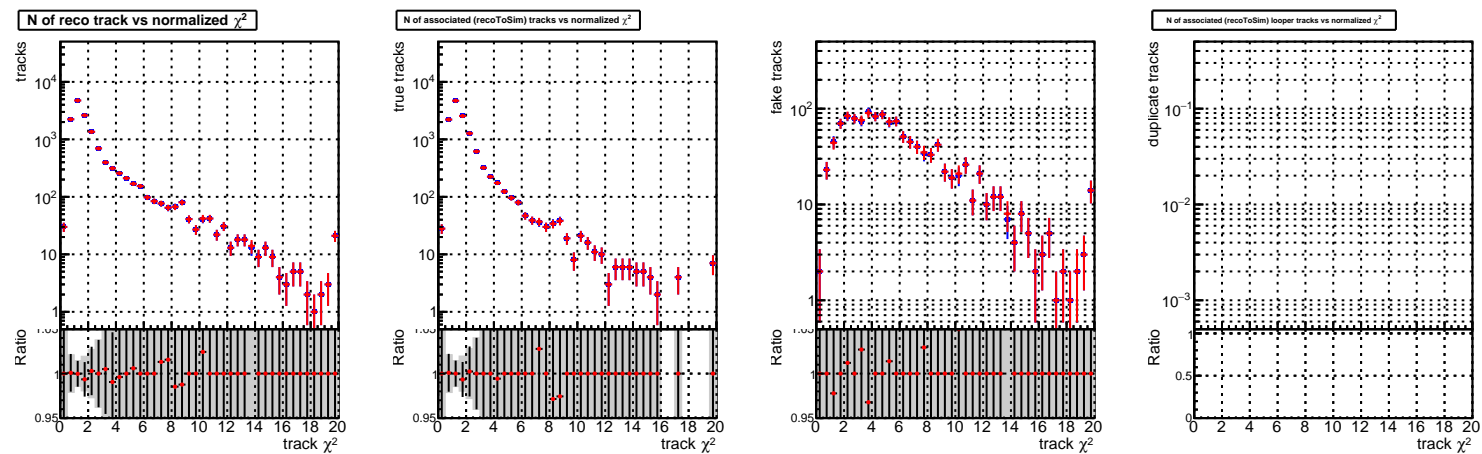 N of reco track vs normalized χ²
tracks
10⁴
10³
10²
10
1
Ratio
1.05
1
0.95
0 2 4 6 8 10 12 14 16 18 20
track χ²
N of associated (recoToSim) tracks vs normalized χ²
true tracks
10⁴
10³
10²
10
1
Ratio
1.05
1
0.95
0 2 4 6 8 10 12 14 16 18 20
track χ²
fake tracks
10²
10
1
Ratio
1.05
1
0.95
0 2 4 6 8 10 12 14 16 18 20
track χ²
N of associated (recoToSim) looper tracks vs normalized χ²
duplicate tracks
10⁻¹
10⁻²
10⁻³
Ratio
1
0.5
0
0 2 4 6 8 10 12 14 16 18 20
track χ²